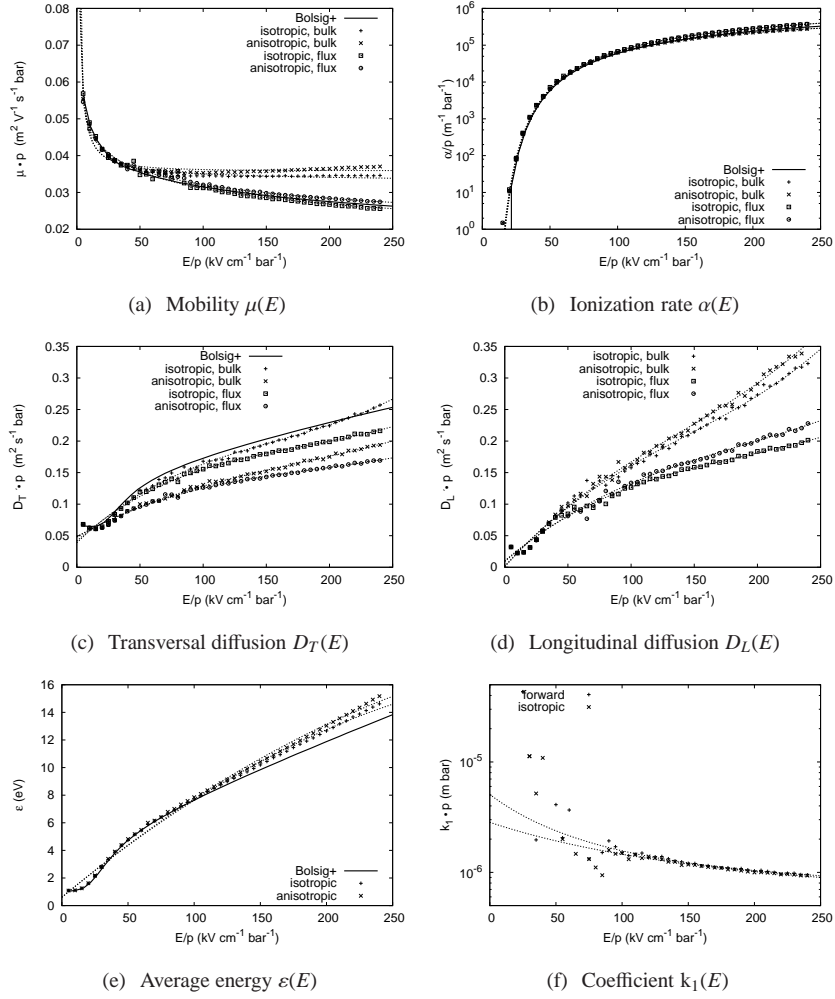 0.08
0.07
0.06
0.05
0.04
0.03
0.02
0 50 100 150 200 250
μ • p (m² V⁻¹ s⁻¹ bar)
E/p (kV cm⁻¹ bar⁻¹)
Bolsig+
isotropic, bulk
anisotropic, bulk
isotropic, flux
anisotropic, flux
(a) Mobility μ(E)
10⁶
10⁵
10⁴
10³
10²
10¹
10⁰
0 50 100 150 200 250
α/p (m⁻¹ bar⁻¹)
E/p (kV cm⁻¹ bar⁻¹)
Bolsig+
isotropic, bulk
anisotropic, bulk
isotropic, flux
anisotropic, flux
(b) Ionization rate α(E)
0.35
0.3
0.25
0.2
0.15
0.1
0.05
0
0 50 100 150 200 250
D_T • p (m² s⁻¹ bar)
E/p (kV cm⁻¹ bar⁻¹)
Bolsig+
isotropic, bulk
anisotropic, bulk
isotropic, flux
anisotropic, flux
(c) Transversal diffusion D_T(E)
0.35
0.3
0.25
0.2
0.15
0.1
0.05
0
0 50 100 150 200 250
D_L • p (m² s⁻¹ bar)
E/p (kV cm⁻¹ bar⁻¹)
isotropic, bulk
anisotropic, bulk
isotropic, flux
anisotropic, flux
(d) Longitudinal diffusion D_L(E)
16
14
12
10
8
6
4
2
0
0 50 100 150 200 250
ε (eV)
E/p (kV cm⁻¹ bar⁻¹)
Bolsig+
isotropic
anisotropic
(e) Average energy ε(E)
10⁻⁵
10⁻⁶
0 50 100 150 200 250
k₁ • p (m bar)
E/p (kV cm⁻¹ bar⁻¹)
forward
isotropic
(f) Coefficient k₁(E)